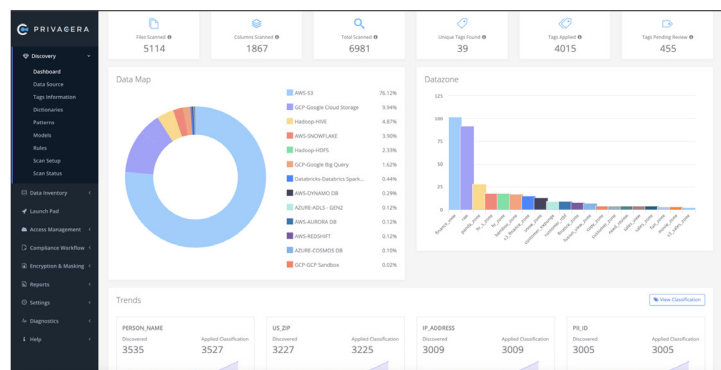 PRIVACERA
Files Scanned
5114
Columns Scanned
1867
Total Scanned
6981
Unique Tags Found
39
Tags Applied
4015
Tags Pending Review
455
Discovery
Dashboard
Data Source
Tags Information
Dictionaries
Patterns
Models
Rules
Scan Setup
Scan Status
Data Inventory
Launch Pad
Access Management
Compliance Workflow
Encryption & Masking
Reports
Settings
Diagnostics
Help
Data Map
AWS-S3 76.12%
GCP-Google Cloud Storage 9.94%
Hadoop-HIVE 4.87%
AWS-SNOWFLAKE 3.90%
Hadoop-HDFS 2.33%
GCP-Google Big Query 1.62%
Databricks-Databrics Spark... 0.44%
AWS-DYNAMO DB 0.29%
AZURE-ADLS - GEN2 0.12%
AWS-AURORA DB 0.12%
AWS-REDSHIFT 0.12%
AZURE-COSMOS DB 0.10%
GCP-GCP Sandbox 0.02%
Datazone
125
100
75
50
25
0
finance_view
Trends
View Classification
PERSON_NAME
Discovered Applied Classification
3535 3527
US_ZIP
Discovered Applied Classification
3227 3225
IP_ADDRESS
Discovered Applied Classification
3009 3009
PII_ID
Discovered Applied Classification
3005 3005